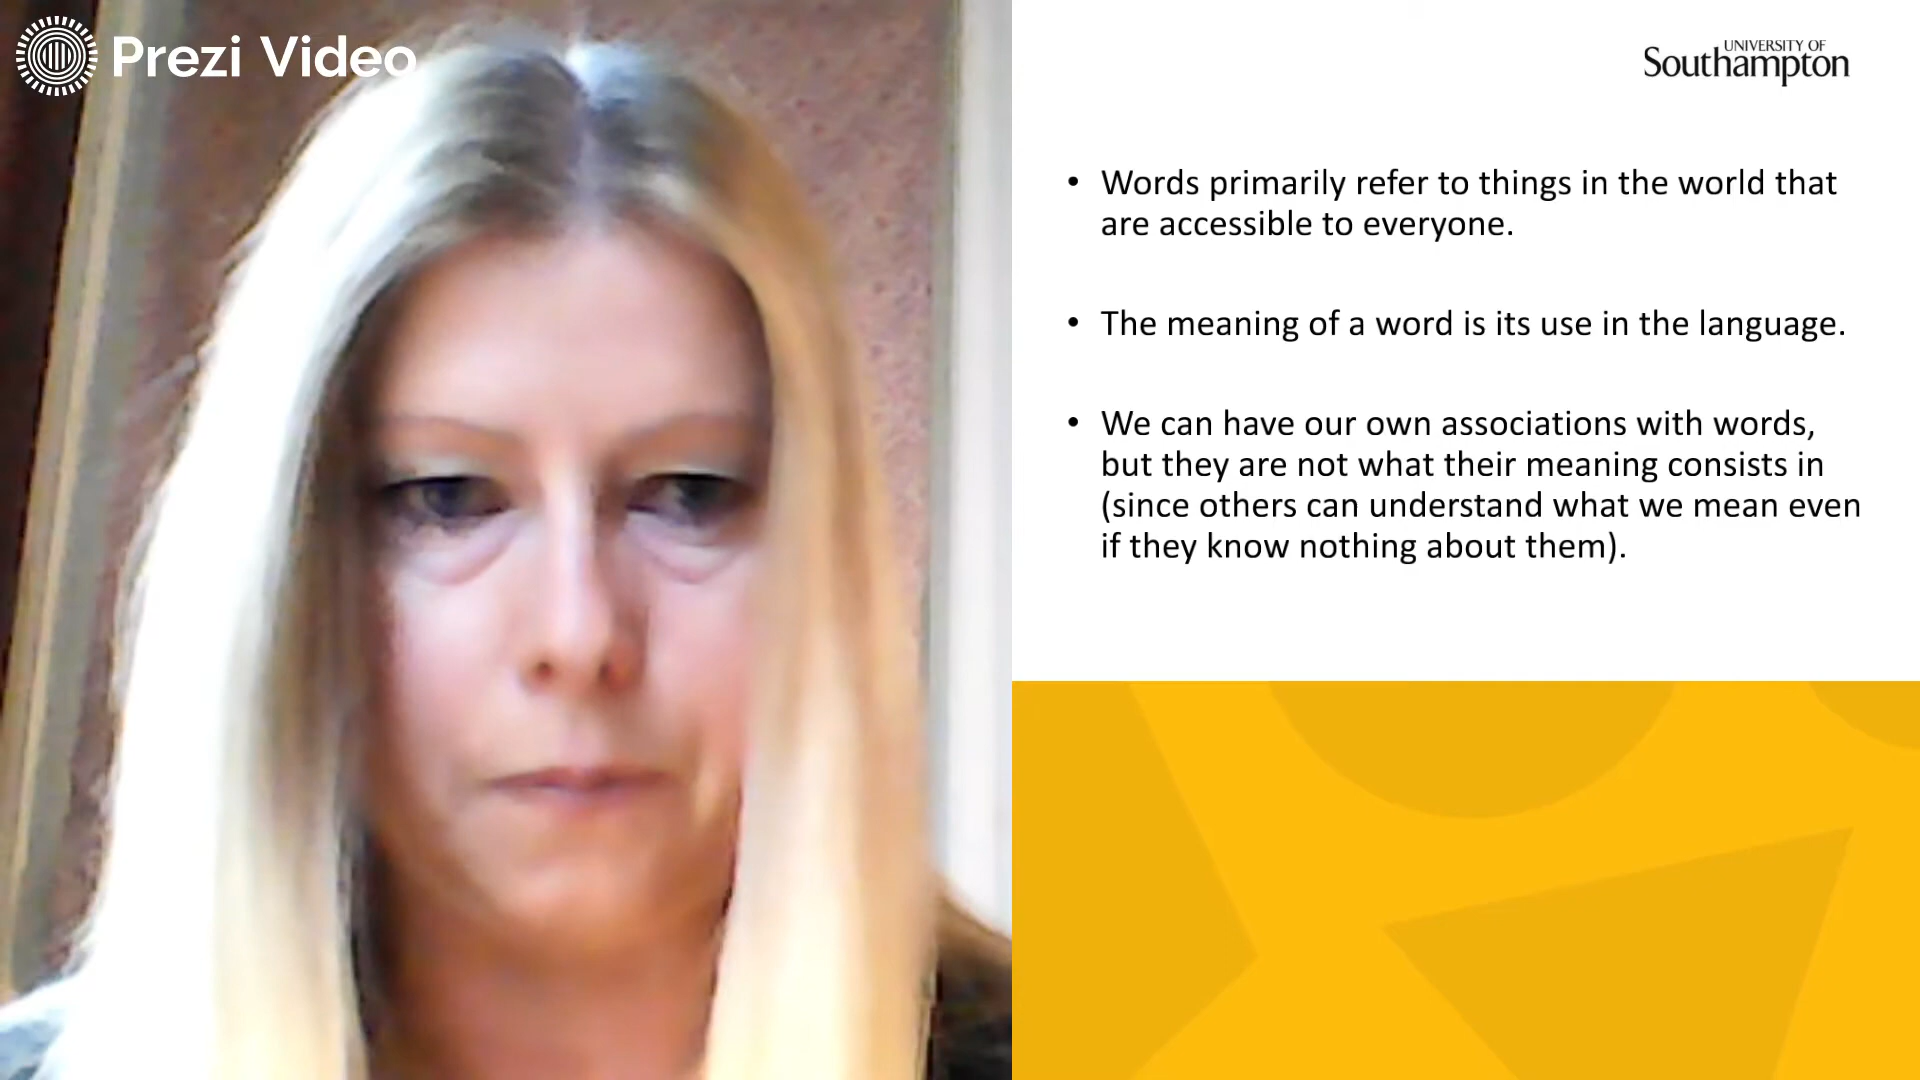 Prezi Video
UNIVERSITY OF
Southampton
• Words primarily refer to things in the world that
are accessible to everyone.
• The meaning of a word is its use in the language.
• We can have our own associations with words,
but they are not what their meaning consists in
(since others can understand what we mean even
if they know nothing about them).